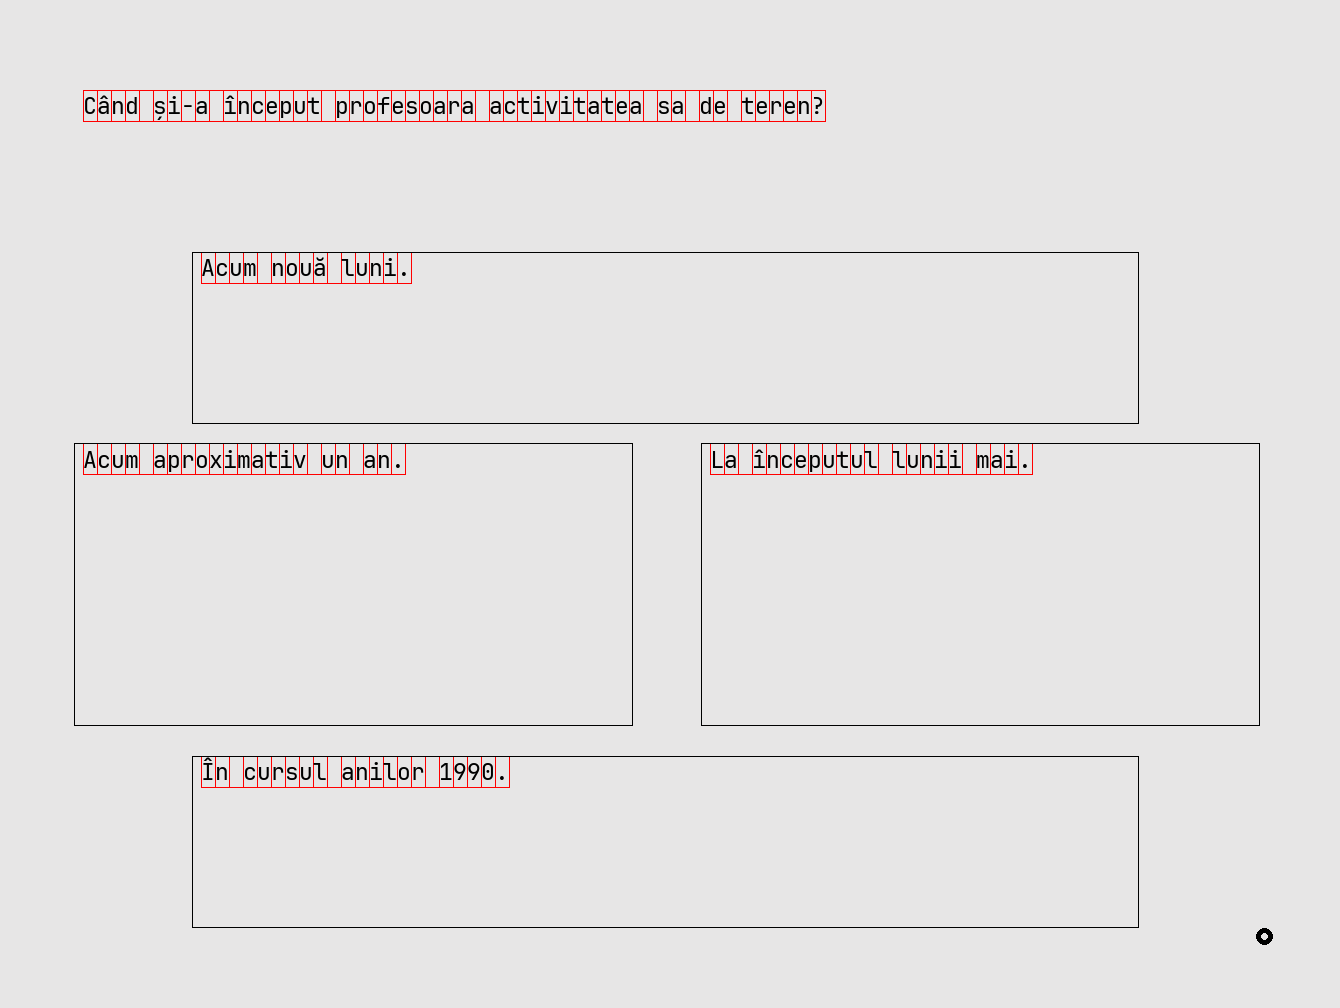 Când și-a început profesoara activitatea sa de teren?
Acum nouă luni.
Acum aproximativ un an.
La începutul lunii mai.
În cursul anilor 1990.